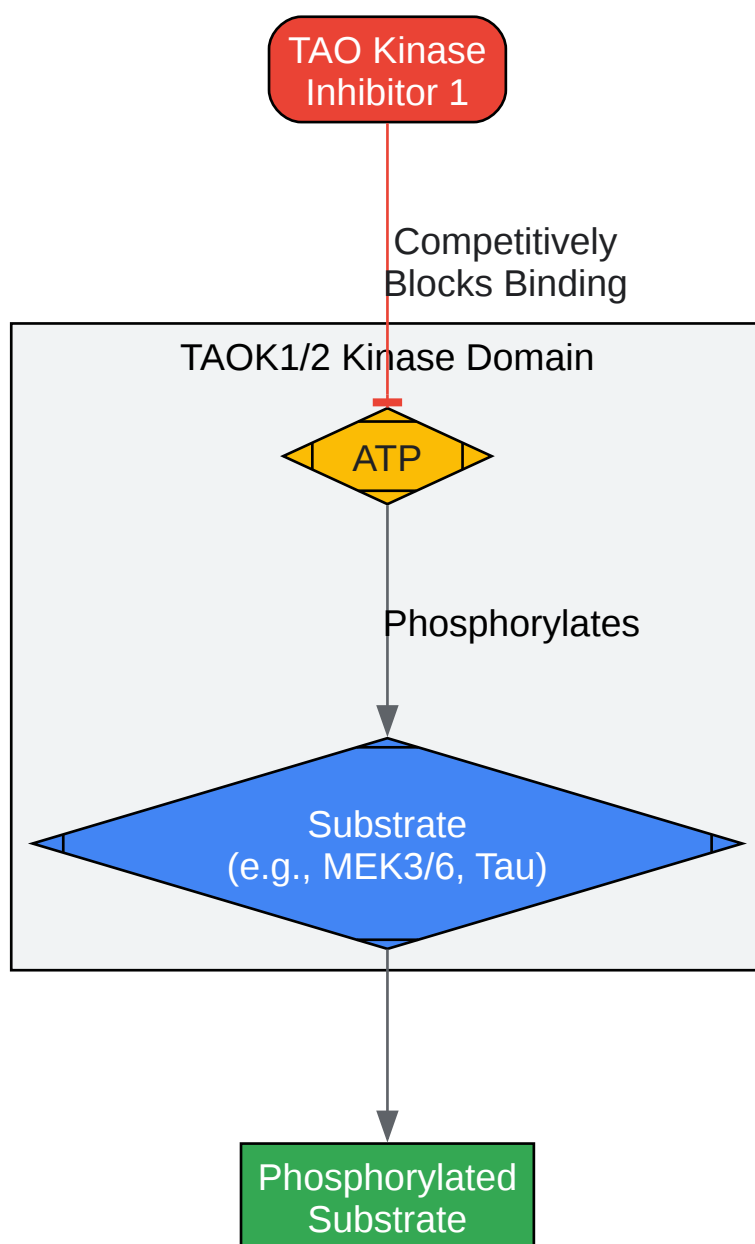 TAO Kinase
Inhibitor 1
Competitively
Blocks Binding
TAOK1/2 Kinase Domain
ATP
Phosphorylates
Substrate
(e.g., MEK3/6, Tau)
Phosphorylated
Substrate